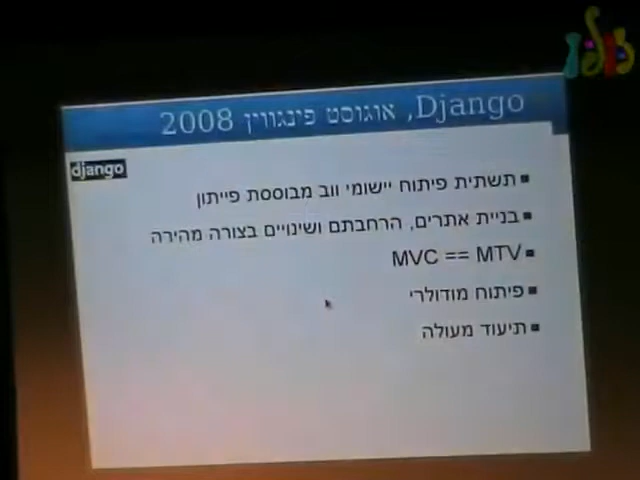 Django, אוגוסט פינגווין 2008
django
תשתית פיתוח יישומי ווב מבוססת פייתון
בניית אתרים, הרחבתם ושינויים בצורה מהירה
MVC == MTV
פיתוח מודולרי
תיעוד מעולה